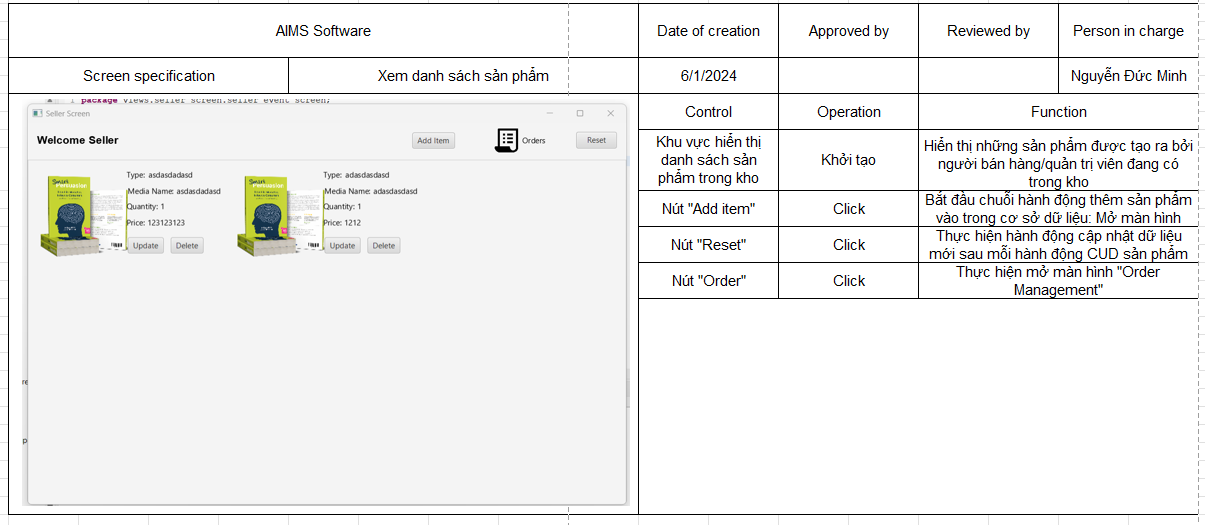 AIMS Software
Date of creation
Approved by
Reviewed by
Person in charge
Screen specification
Xem danh sách sản phẩm
6/1/2024
Nguyễn Đức Minh
1 package views.seller_screen.seller_event_screen;
Seller Screen
Welcome Seller
Add Item
Orders
Reset
Type: asdasdadasd
Media Name: asdasdadasd
Quantity: 1
Price: 123123123
Update
Delete
Type: adasdasdasd
Media Name: adasdasdasd
Quantity: 1
Price: 1212
Update
Delete
re
p
Control
Operation
Function
Khu vực hiển thị
danh sách sản
phẩm trong kho
Khởi tạo
Hiển thị những sản phẩm được tạo ra bởi
người bán hàng/quản trị viên đang có
trong kho
Nút "Add item"
Click
Bắt đầu chuỗi hành động thêm sản phẩm
vào trong cơ sở dữ liệu: Mở màn hình
Nút "Reset"
Click
Thực hiện hành động cập nhật dữ liệu
mới sau mỗi hành động CUD sản phẩm
Nút "Order"
Click
Thực hiện mở màn hình "Order
Management"